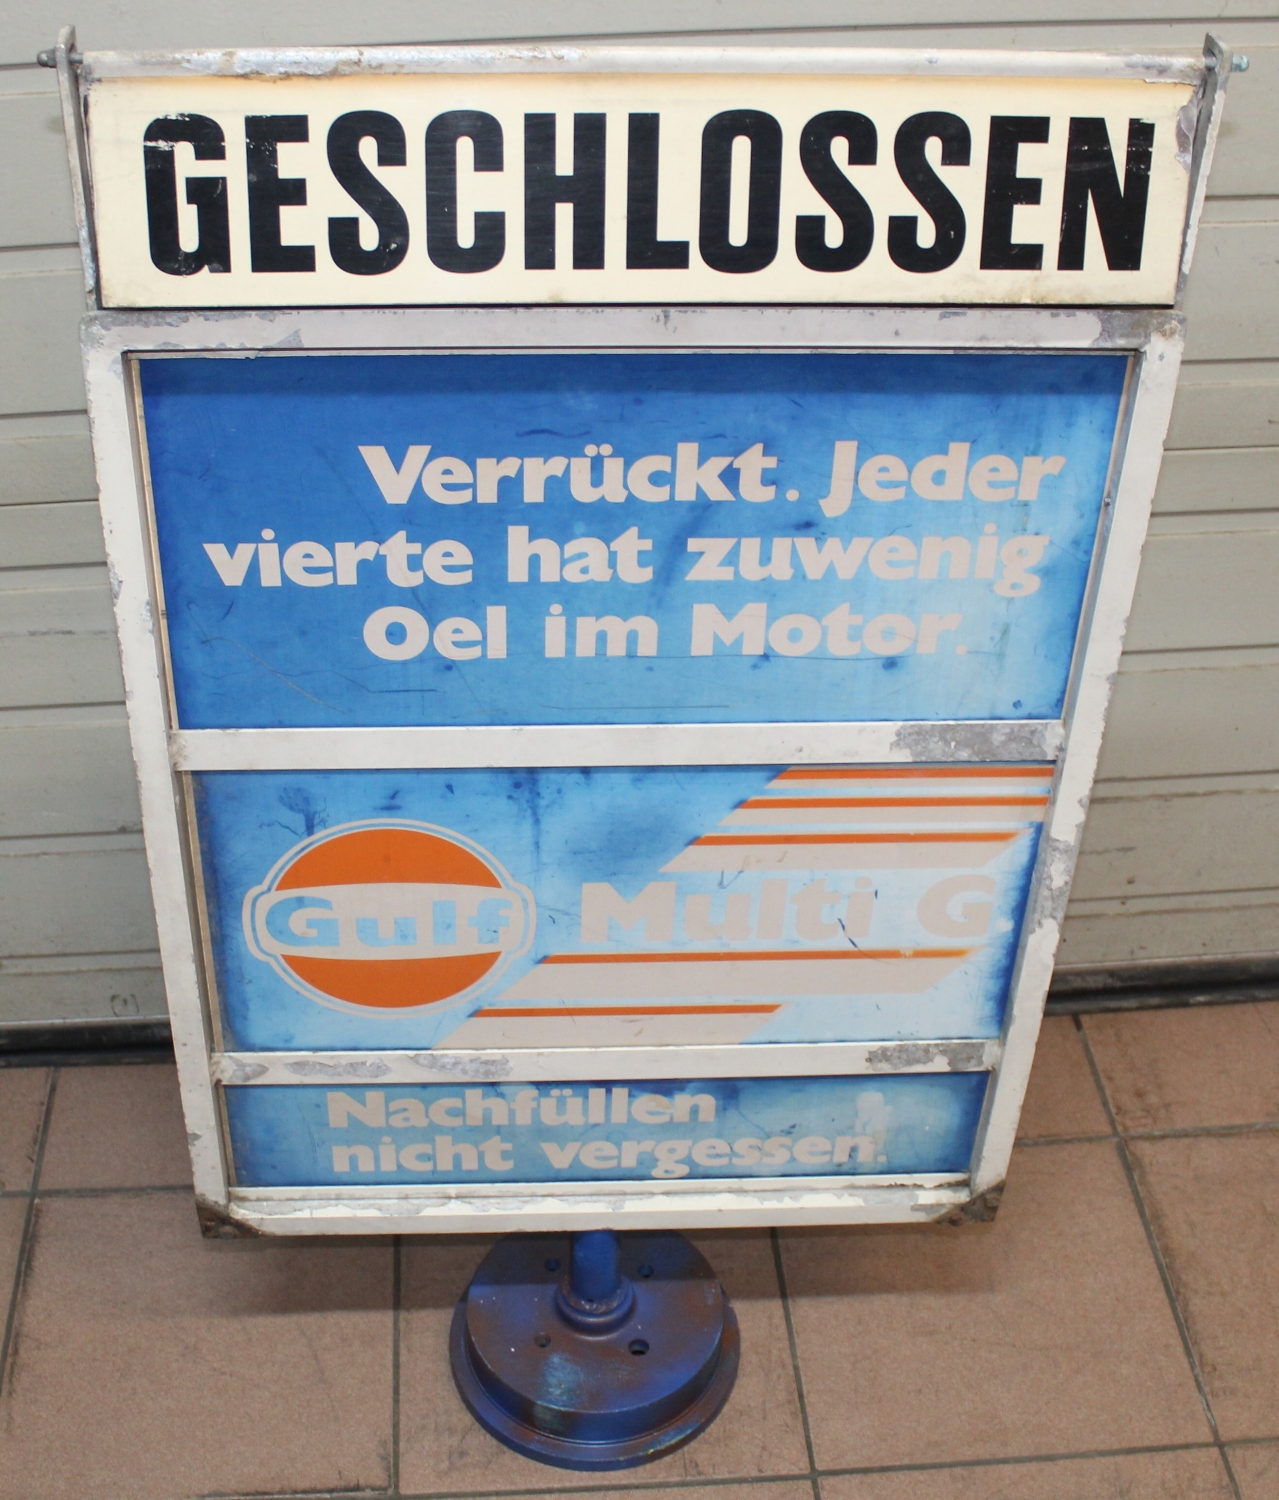 GESCHLOSSEN
Verrückt. Jeder
vierte hat zuwenig
Oel im Motor.
Gulf Multi G.
Nachfüllen
nicht vergessen.